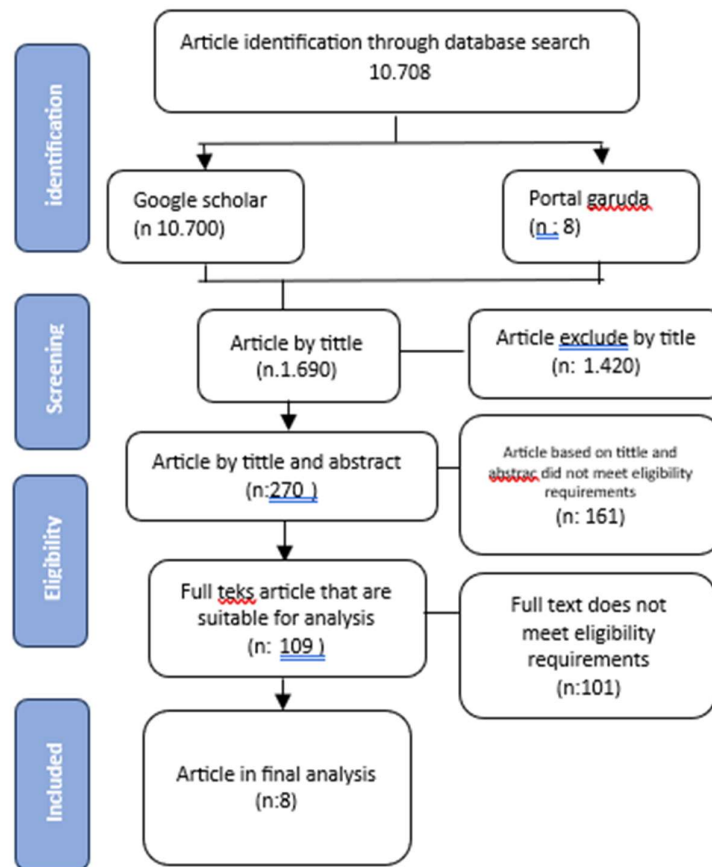 identification
Article identification through database search
10.708
Google scholar
(n 10.700)
Portal garuda
(n : 8)
Screening
Article by tittle
(n.1.690)
Article exclude by title
(n: 1.420)
Article by tittle and abstract
(n:270 )
Article based on tittle and
abstrac did not meet eligibility
requirements
(n: 161)
Eligibility
Full teks article that are
suitable for analysis
(n: 109 )
Full text does not
meet eligibility
requirements
(n:101)
Included
Article in final analysis
(n:8)